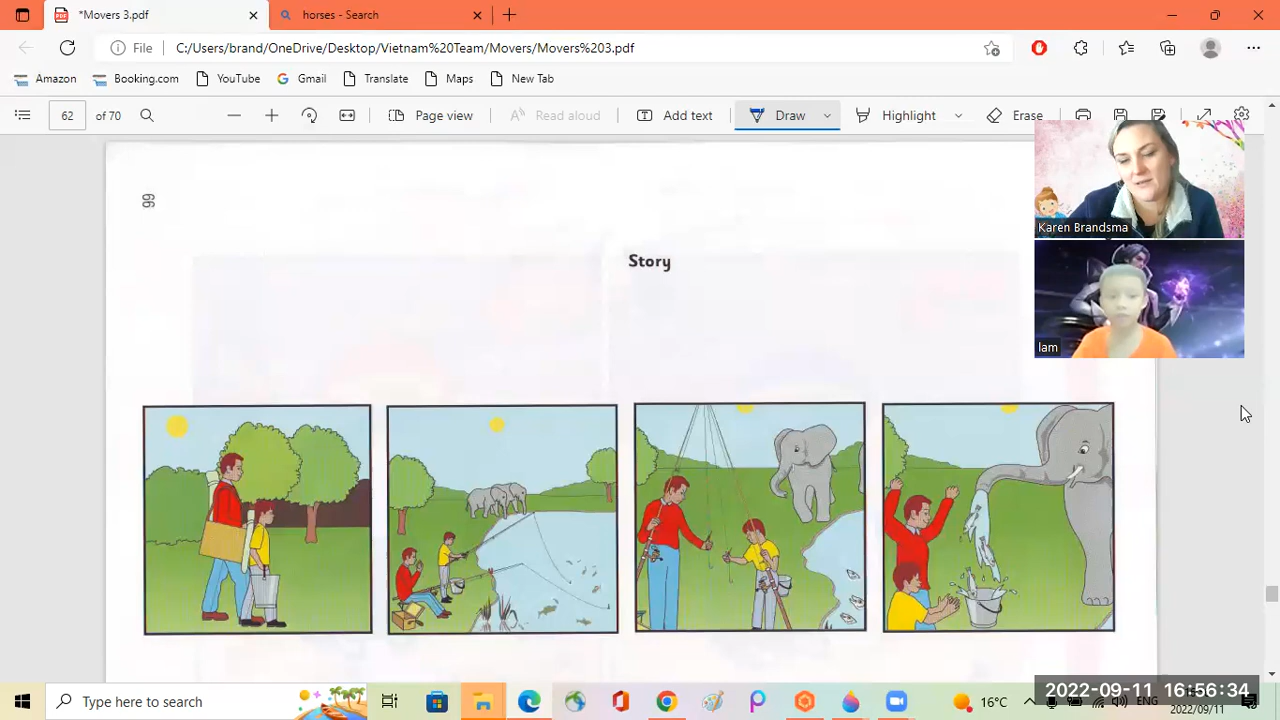 *Movers 3.pdf
horses - Search
File
C:/Users/brand/OneDrive/Desktop/Vietnam%20Team/Movers/Movers%203.pdf
Amazon
Booking.com
YouTube
Gmail
Translate
Maps
New Tab
62 of 70
Page view
Read aloud
Add text
Draw
Highlight
Erase
66
Story
Karen Brandsma
lam
Type here to search
16°C
ENG
2022-09-11 16:56:34
2022/09/11